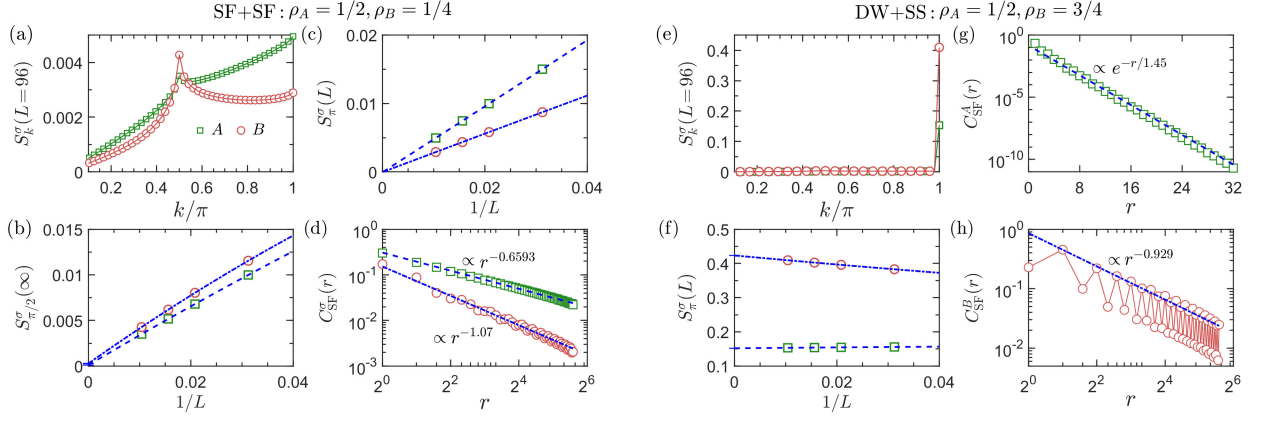 SF+SF: ρ_A = 1/2, ρ_B = 1/4
(a)
S^σ_k(L = 96)
0.004
0.002
0
0.2 0.4 0.6 0.8 1
k/π
A B
(c)
S^σ_π(L)
0.02
0.01
0
0 0.02 0.04
1/L
(b)
S^σ_{π/2}(∞)
0.015
0.01
0.005
0
0 0.02 0.04
1/L
(d)
C^σ_SF(r)
10^0
10^-1
10^-2
10^-3
∝ r^−0.6593
∝ r^−1.07
2^0 2^2 2^4 2^6
r
DW+SS: ρ_A = 1/2, ρ_B = 3/4
(e)
S^σ_k(L = 96)
0.4
0.3
0.2
0.1
0
0.2 0.4 0.6 0.8 1
k/π
(g)
C^A_SF(r)
10^0
10^-5
10^-10
∝ e^−r/1.45
0 8 16 24 32
r
(f)
S^σ_π(L)
0.5
0.4
0.3
0.2
0.1
0 0.02 0.04
1/L
(h)
C^B_SF(r)
10^0
10^-1
10^-2
∝ r^−0.929
2^0 2^2 2^4 2^6
r